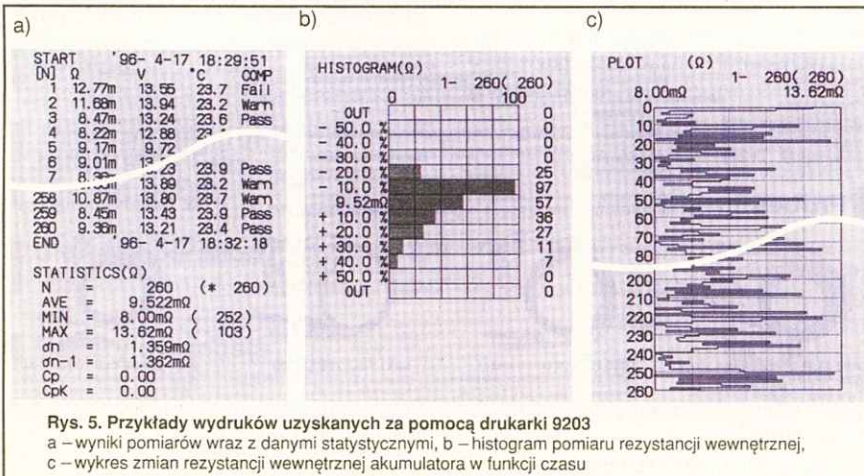 a)
START '96- 4-17 18:29:51
[N] Ω V °C COMP
1 12.77m 13.55 23.7 Fail
2 11.68m 13.94 23.2 Warn
3 8.47m 13.24 23.6 Pass
4 8.22m 12.88
5 9.17m 9.72
6 9.01m 23.9 Pass
7 13.89 23.2 Warn
258 10.87m 13.80 23.7 Warn
259 8.45m 13.43 23.9 Pass
260 9.36m 13.21 23.4 Pass
END '96- 4-17 18:32:18
STATISTICS(Ω)
N = 260 (* 260)
AVE = 9.522mΩ
MIN = 8.00mΩ ( 252)
MAX = 13.62mΩ ( 103)
σn = 1.359mΩ
σn-1 = 1.362mΩ
Cp = 0.00
CpK = 0.00
b)
HISTOGRAM(Ω)
1- 260( 260)
0 100
OUT 0
- 50.0 % 0
- 40.0 % 0
- 30.0 % 0
- 20.0 % 25
- 10.0 % 97
9.52mΩ 57
+ 10.0 % 36
+ 20.0 % 27
+ 30.0 % 11
+ 40.0 % 7
+ 50.0 % 0
OUT 0
c)
PLOT (Ω)
1- 260( 260)
8.00mΩ 13.62mΩ
0
10
20
30
40
50
60
70
80
200
210
220
230
240
250
260
Rys. 5. Przykłady wydruków uzyskanych za pomocą drukarki 9203
a – wyniki pomiarów wraz z danymi statystycznymi, b – histogram pomiaru rezystancji wewnętrznej,
c – wykres zmian rezystancji wewnętrznej akumulatora w funkcji czasu